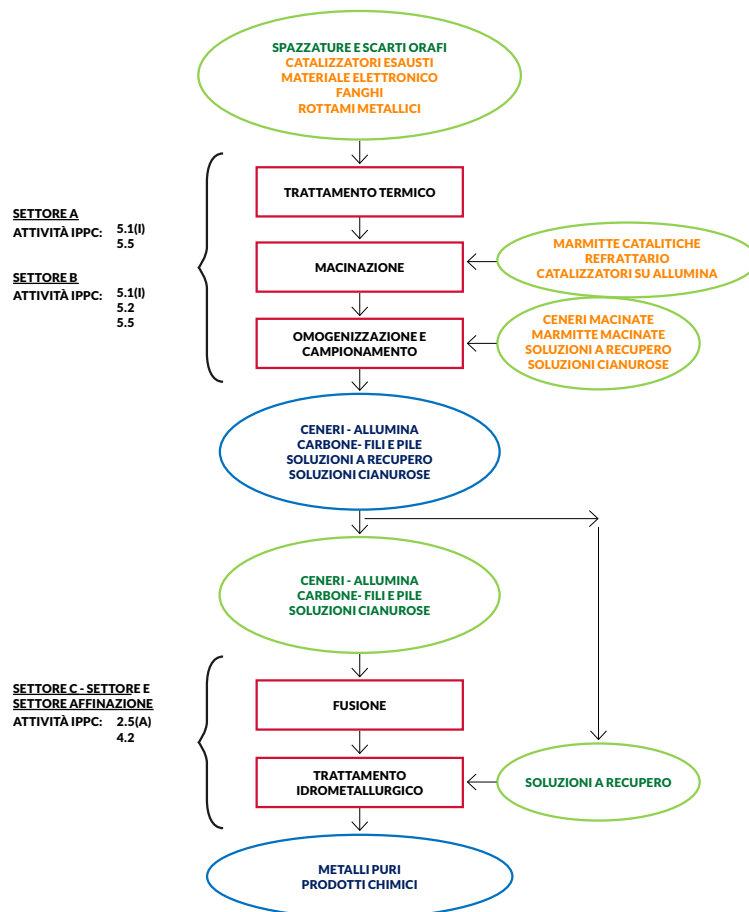 SPAZZATURE E SCARTI ORAFI
CATALIZZATORI ESAUSTI
MATERIALE ELETTRONICO
FANGHI
ROTTAMI METALLICI
TRATTAMENTO TERMICO
SETTORE A
ATTIVITÀ IPPC: 5.1(I)
5.5
SETTORE B
ATTIVITÀ IPPC: 5.1(I)
5.2
5.5
MACINAZIONE
MARMITTE CATALITICHE
REFRATTARIO
CATALIZZATORI SU ALLUMINA
OMOGENIZZAZIONE E
CAMPIONAMENTO
CENERI MACINATE
MARMITTE MACINATE
SOLUZIONI A RECUPERO
SOLUZIONI CIANUROSE
CENERI - ALLUMINA
CARBONE- FILI E PILE
SOLUZIONI A RECUPERO
SOLUZIONI CIANUROSE
CENERI - ALLUMINA
CARBONE- FILI E PILE
SOLUZIONI CIANUROSE
SETTORE C - SETTORE E
SETTORE AFFINAZIONE
ATTIVITÀ IPPC: 2.5(A)
4.2
FUSIONE
TRATTAMENTO
IDROMETALLURGICO
SOLUZIONI A RECUPERO
METALLI PURI
PRODOTTI CHIMICI